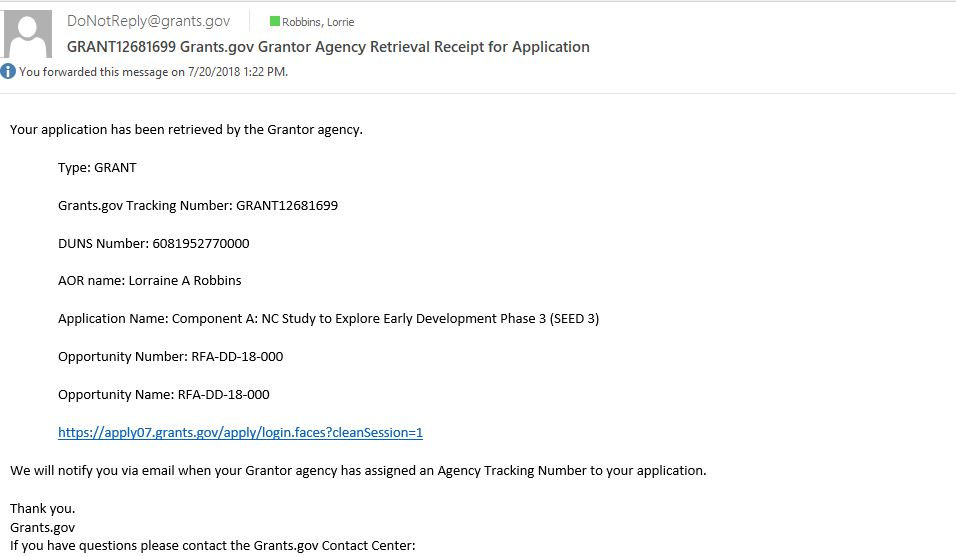 DoNotReply@grants.gov Robbins, Lorrie
GRANT12681699 Grants.gov Grantor Agency Retrieval Receipt for Application
You forwarded this message on 7/20/2018 1:22 PM.
Your application has been retrieved by the Grantor agency.
Type: GRANT
Grants.gov Tracking Number: GRANT12681699
DUNS Number: 6081952770000
AOR name: Lorraine A Robbins
Application Name: Component A: NC Study to Explore Early Development Phase 3 (SEED 3)
Opportunity Number: RFA-DD-18-000
Opportunity Name: RFA-DD-18-000
https://apply07.grants.gov/apply/login.faces?cleanSession=1
We will notify you via email when your Grantor agency has assigned an Agency Tracking Number to your application.
Thank you.
Grants.gov
If you have questions please contact the Grants.gov Contact Center: